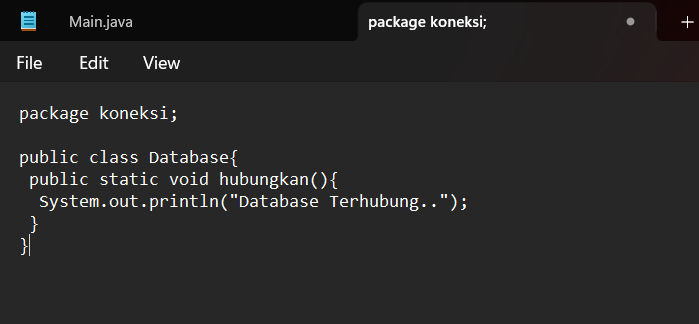 Main.java
package koneksi;
File Edit View
package koneksi;
public class Database{
public static void hubungkan(){
System.out.println("Database Terhubung..");
}
}